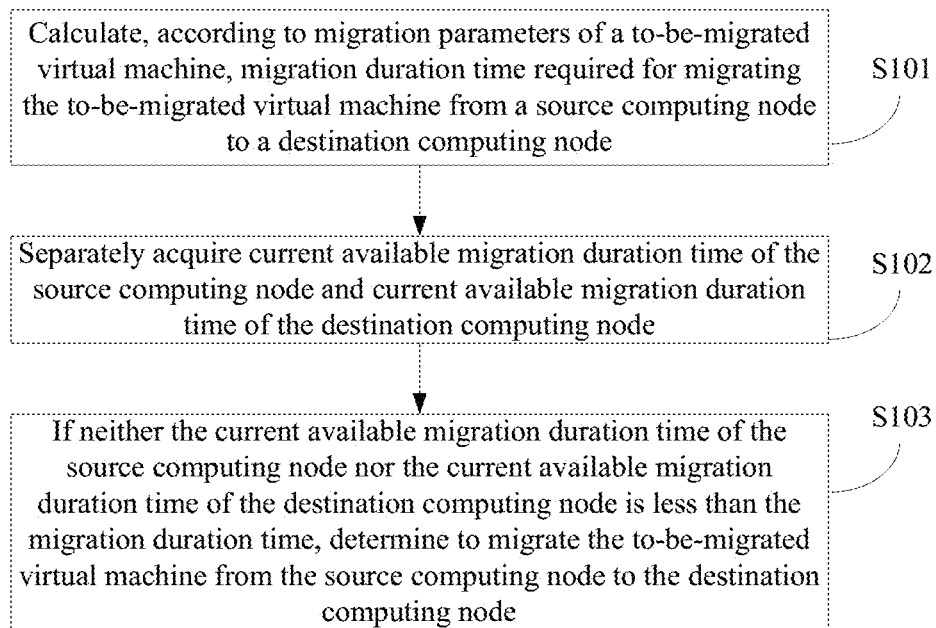 Calculate, according to migration parameters of a to-be-migrated
virtual machine, migration duration time required for migrating
the to-be-migrated virtual machine from a source computing node
to a destination computing node
S101
Separately acquire current available migration duration time of the
source computing node and current available migration duration
time of the destination computing node
S102
If neither the current available migration duration time of the
source computing node nor the current available migration
duration time of the destination computing node is less than the
migration duration time, determine to migrate the to-be-migrated
virtual machine from the source computing node to the destination
computing node
S103